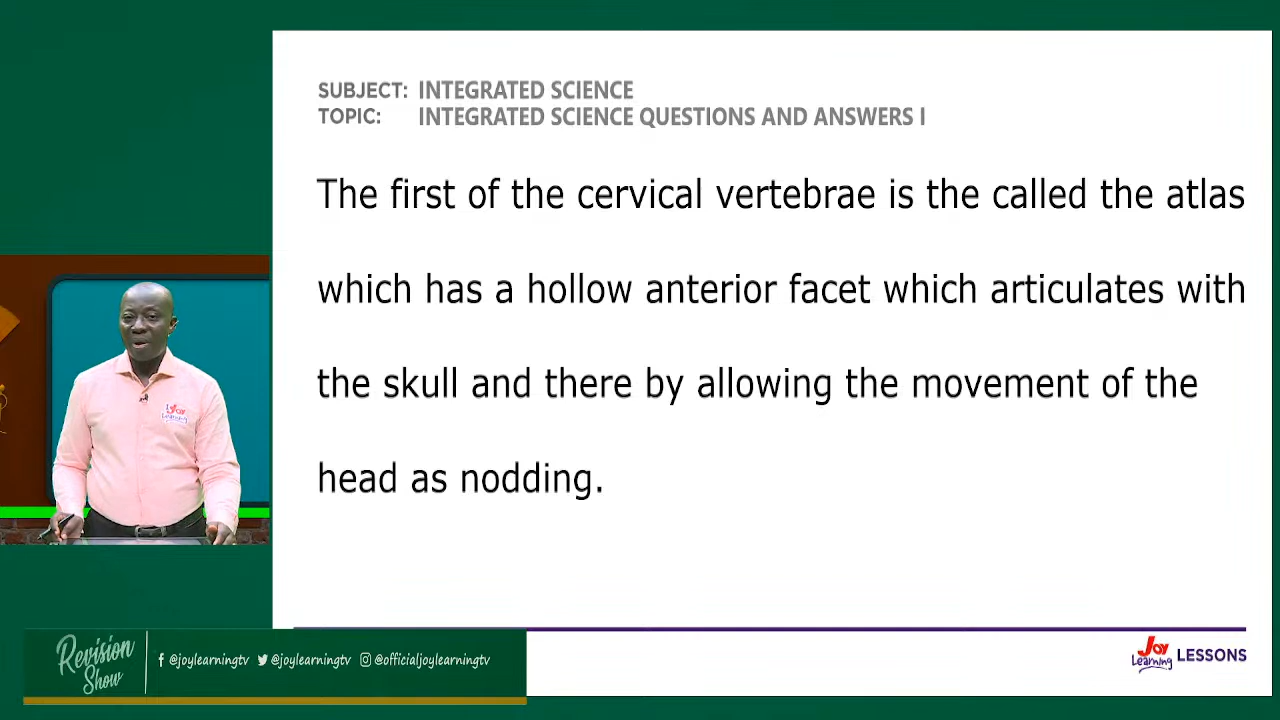 SUBJECT: INTEGRATED SCIENCE
TOPIC: INTEGRATED SCIENCE QUESTIONS AND ANSWERS I
The first of the cervical vertebrae is the called the atlas
which has a hollow anterior facet which articulates with
the skull and there by allowing the movement of the
head as nodding.
Joy Learning
Revision Show
@joylearningtv @joylearningtv @officialjoylearningtv
Joy Learning LESSONS